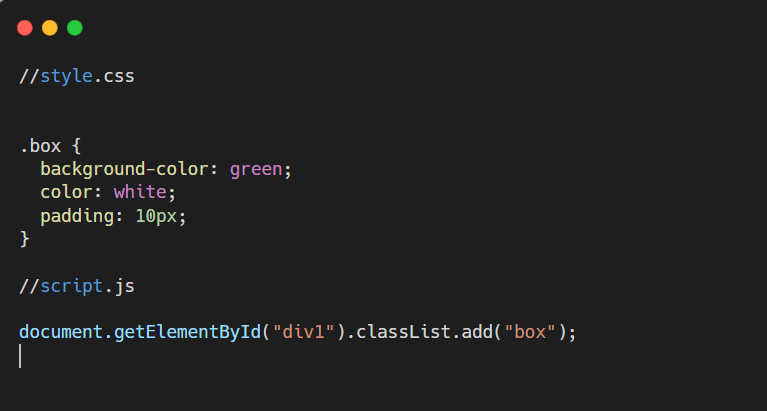 //style.css
.box {
  background-color: green;
  color: white;
  padding: 10px;
}
//script.js
document.getElementById("div1").classList.add("box");